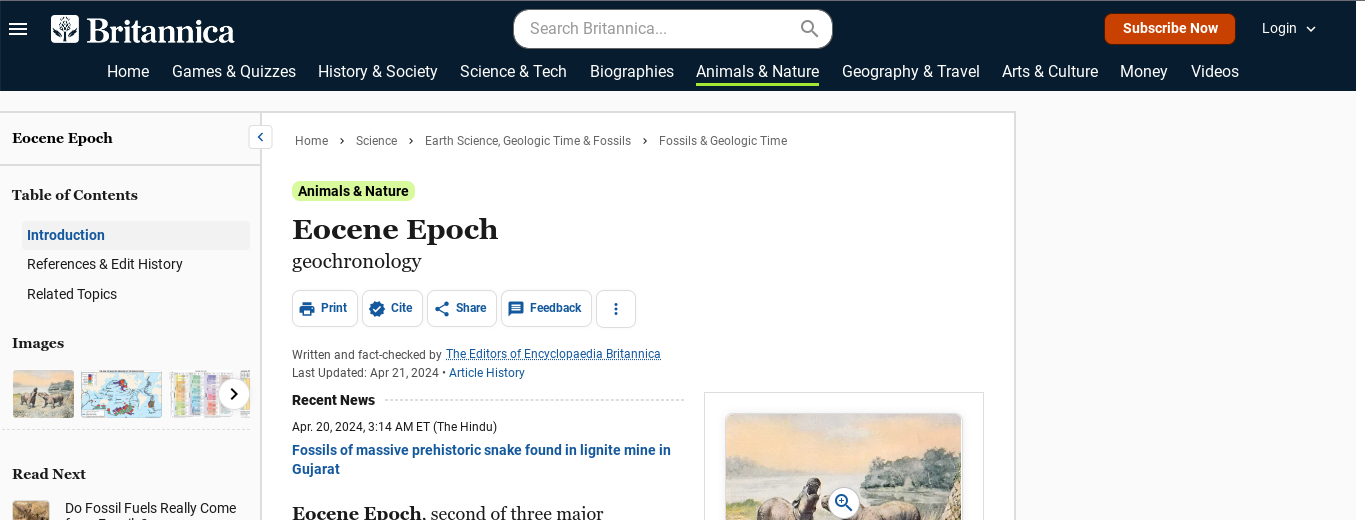 Britannica
Search Britannica...
Subscribe Now
Login
Home Games & Quizzes History & Society Science & Tech Biographies Animals & Nature Geography & Travel Arts & Culture Money Videos
Eocene Epoch
Table of Contents
Introduction
References & Edit History
Related Topics
Images
Read Next
Do Fossil Fuels Really Come
Home > Science > Earth Science, Geologic Time & Fossils > Fossils & Geologic Time
Animals & Nature
Eocene Epoch
geochronology
Print Cite Share Feedback
Written and fact-checked by The Editors of Encyclopaedia Britannica
Last Updated: Apr 21, 2024 • Article History
Recent News
Apr. 20, 2024, 3:14 AM ET (The Hindu)
Fossils of massive prehistoric snake found in lignite mine in
Gujarat
Eocene Epoch, second of three major